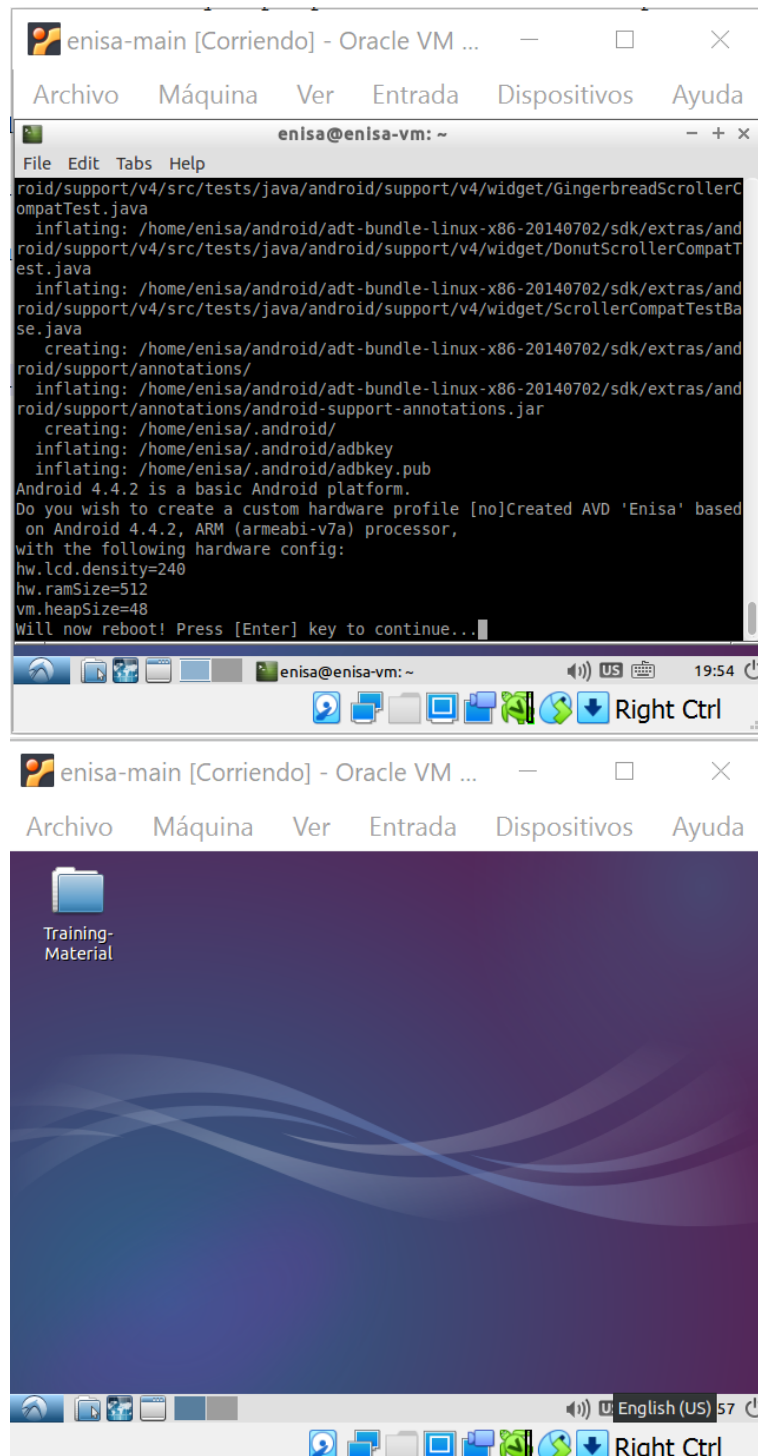 enisa-main [Corriendo] - Oracle VM ...
Archivo Máquina Ver Entrada Dispositivos Ayuda
enisa@enisa-vm: ~
File Edit Tabs Help
roid/support/v4/src/tests/java/android/support/v4/widget/GingerbreadScrollerC
ompatTest.java
  inflating: /home/enisa/android/adt-bundle-linux-x86-20140702/sdk/extras/and
roid/support/v4/src/tests/java/android/support/v4/widget/DonutScrollerCompatT
est.java
  inflating: /home/enisa/android/adt-bundle-linux-x86-20140702/sdk/extras/and
roid/support/v4/src/tests/java/android/support/v4/widget/ScrollerCompatTestBa
se.java
   creating: /home/enisa/android/adt-bundle-linux-x86-20140702/sdk/extras/and
roid/support/annotations/
  inflating: /home/enisa/android/adt-bundle-linux-x86-20140702/sdk/extras/and
roid/support/annotations/android-support-annotations.jar
   creating: /home/enisa/.android/
  inflating: /home/enisa/.android/adbkey
  inflating: /home/enisa/.android/adbkey.pub
Android 4.4.2 is a basic Android platform.
Do you wish to create a custom hardware profile [no]Created AVD 'Enisa' based
 on Android 4.4.2, ARM (armeabi-v7a) processor,
with the following hardware config:
hw.lcd.density=240
hw.ramSize=512
vm.heapSize=48
Will now reboot! Press [Enter] key to continue...
enisa@enisa-vm: ~ US 19:54
Right Ctrl
enisa-main [Corriendo] - Oracle VM ...
Archivo Máquina Ver Entrada Dispositivos Ayuda
Training-
Material
English (US) 57
Right Ctrl